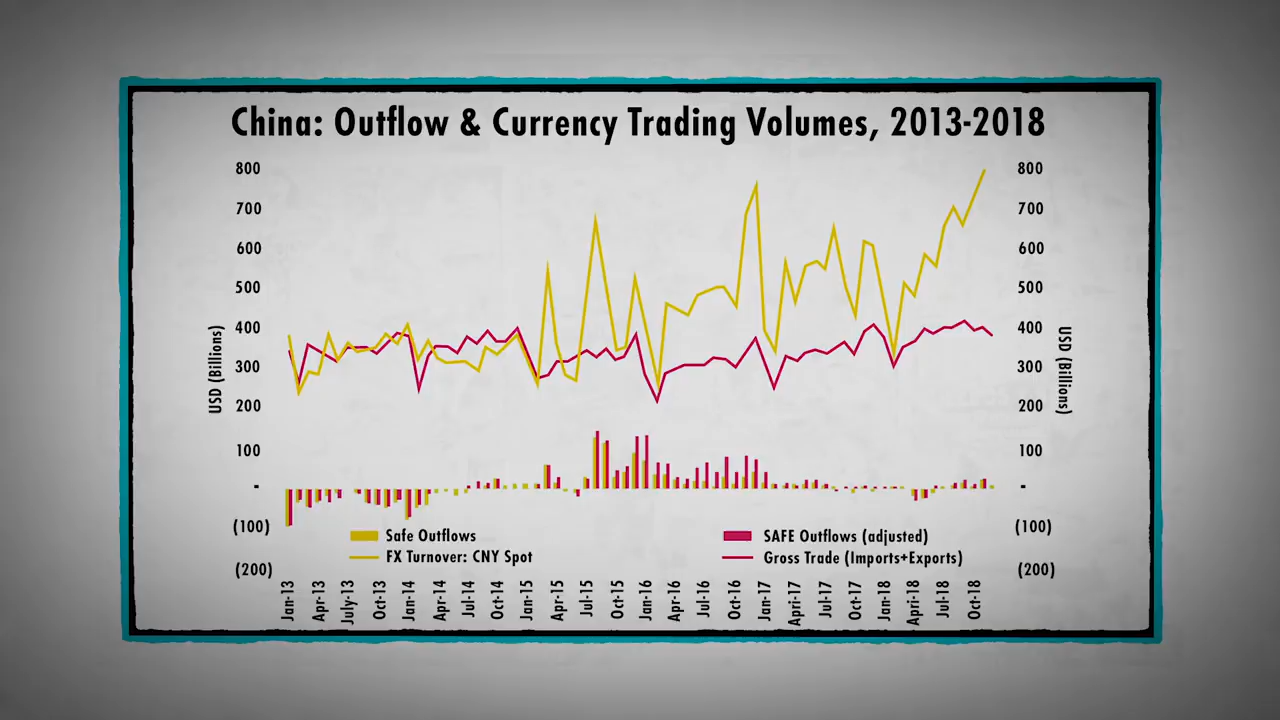 China: Outflow & Currency Trading Volumes, 2013-2018
800 800
700 700
600 600
500 500
400 400
300 300
200 200
100 100
- -
(100) (100)
(200) (200)
USD (Billions)
USD (Billions)
Safe Outflows
SAFE Outflows (adjusted)
FX Turnover: CNY Spot
Gross Trade (Imports+Exports)
Jan-13 Apr-13 July-13 Oct-13 Jan-14 Apr-14 Jul-14 Oct-14 Jan-15 Apr-15 Jul-15 Oct-15 Jan-16 Apr-16 Jul-16 Oct-16 Jan-17 Apri-17 Jul-17 Oct-17 Jan-18 Apri-18 Jul-18 Oct-18